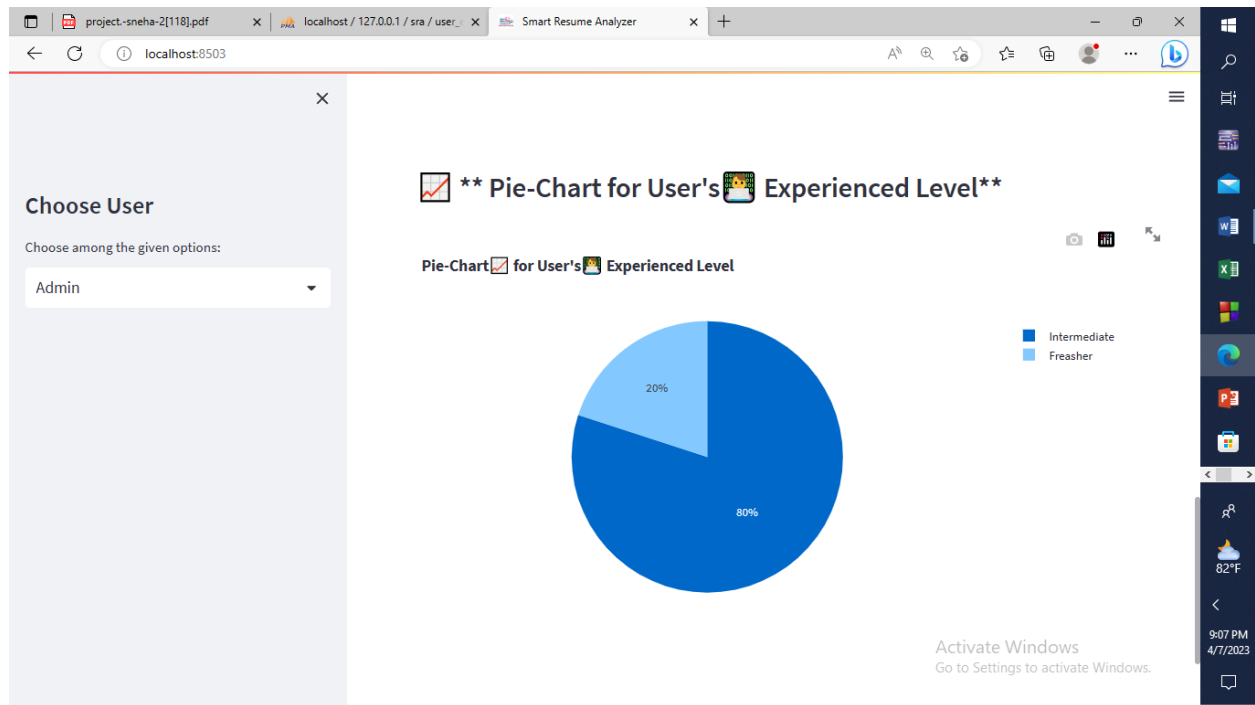 project.-sneha-2[118].pdf
localhost / 127.0.0.1 / sra / user_
Smart Resume Analyzer
localhost:8503
Choose User
Choose among the given options:
Admin
📈 ** Pie-Chart for User's👨‍💻 Experienced Level**
Pie-Chart📈 for User's👨‍💻 Experienced Level
Intermediate
Freasher
20%
80%
Activate Windows
Go to Settings to activate Windows.
82°F
9:07 PM
4/7/2023